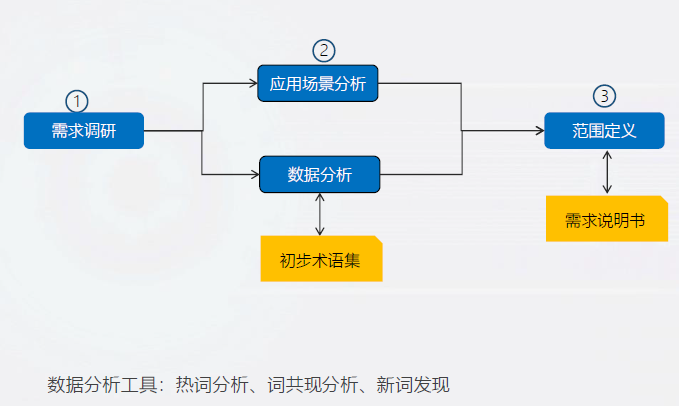 ①
需求调研
②
应用场景分析
数据分析
初步术语集
③
范围定义
需求说明书
数据分析工具：热词分析、词共现分析、新词发现